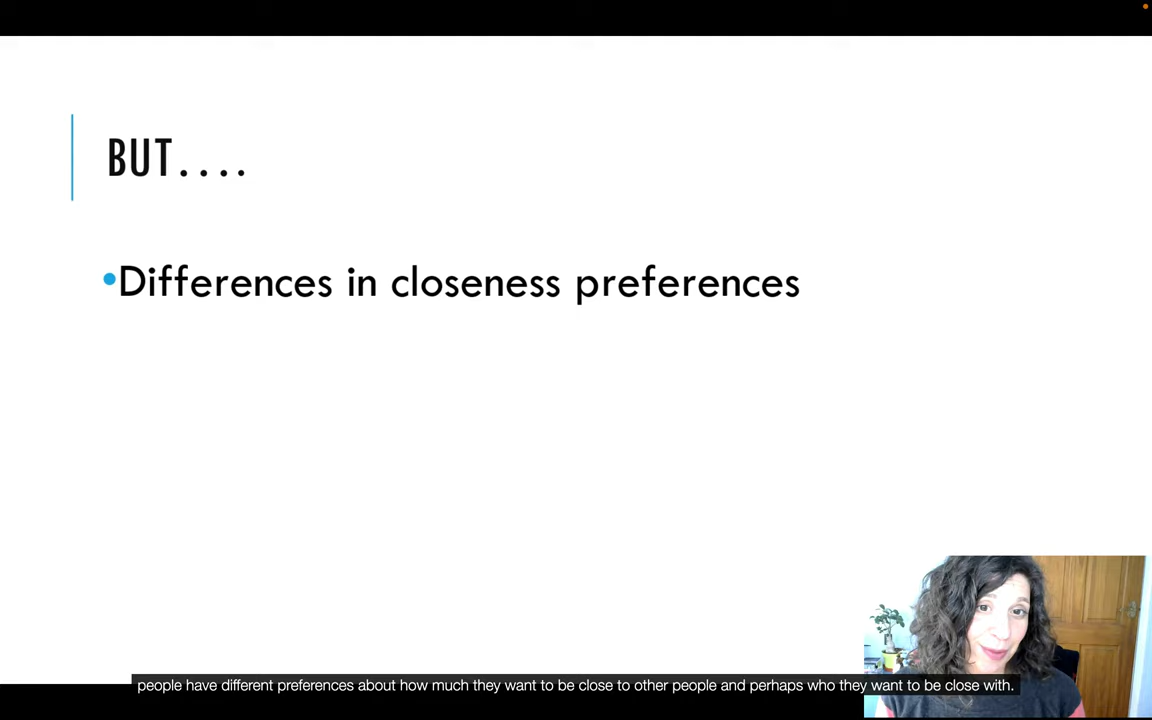 BUT....
•Differences in closeness preferences
people have different preferences about how much they want to be close to other people and perhaps who they want to be close with.